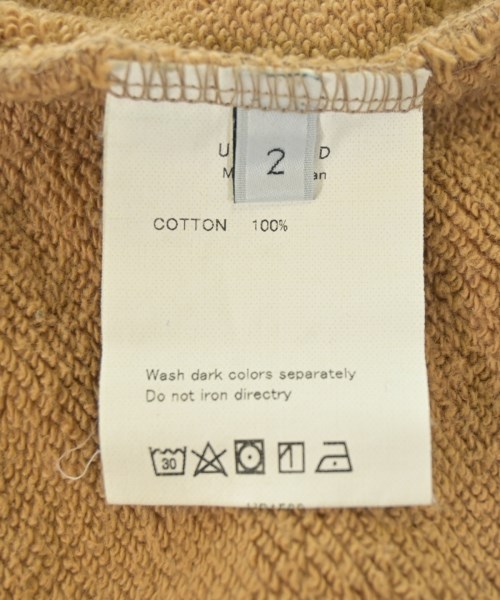 2
COTTON 100%
Wash dark colors separately
Do not iron directry
30